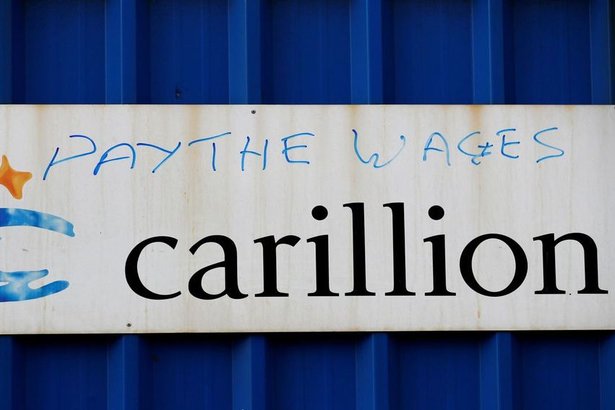 PAY THE WAGES
carillion